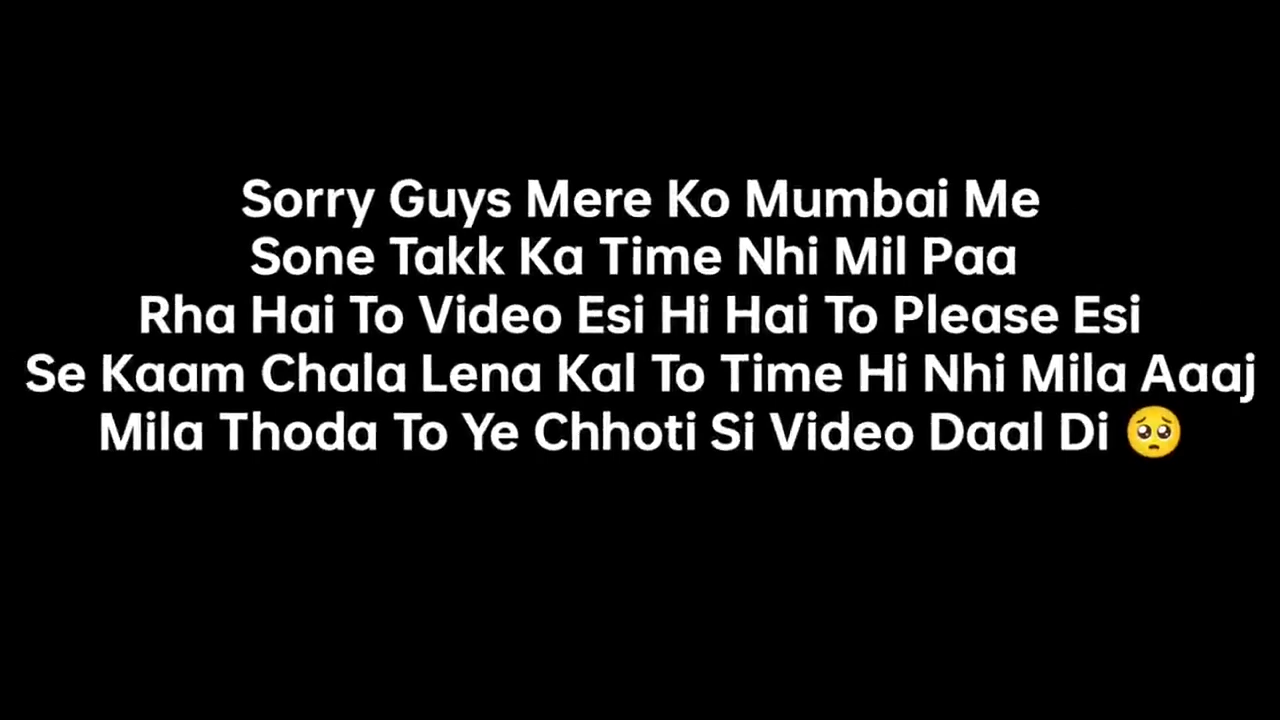 Sorry Guys Mere Ko Mumbai Me
Sone Takk Ka Time Nhi Mil Paa
Rha Hai To Video Esi Hi Hai To Please Esi
Se Kaam Chala Lena Kal To Time Hi Nhi Mila Aaaj
Mila Thoda To Ye Chhoti Si Video Daal Di 🥺